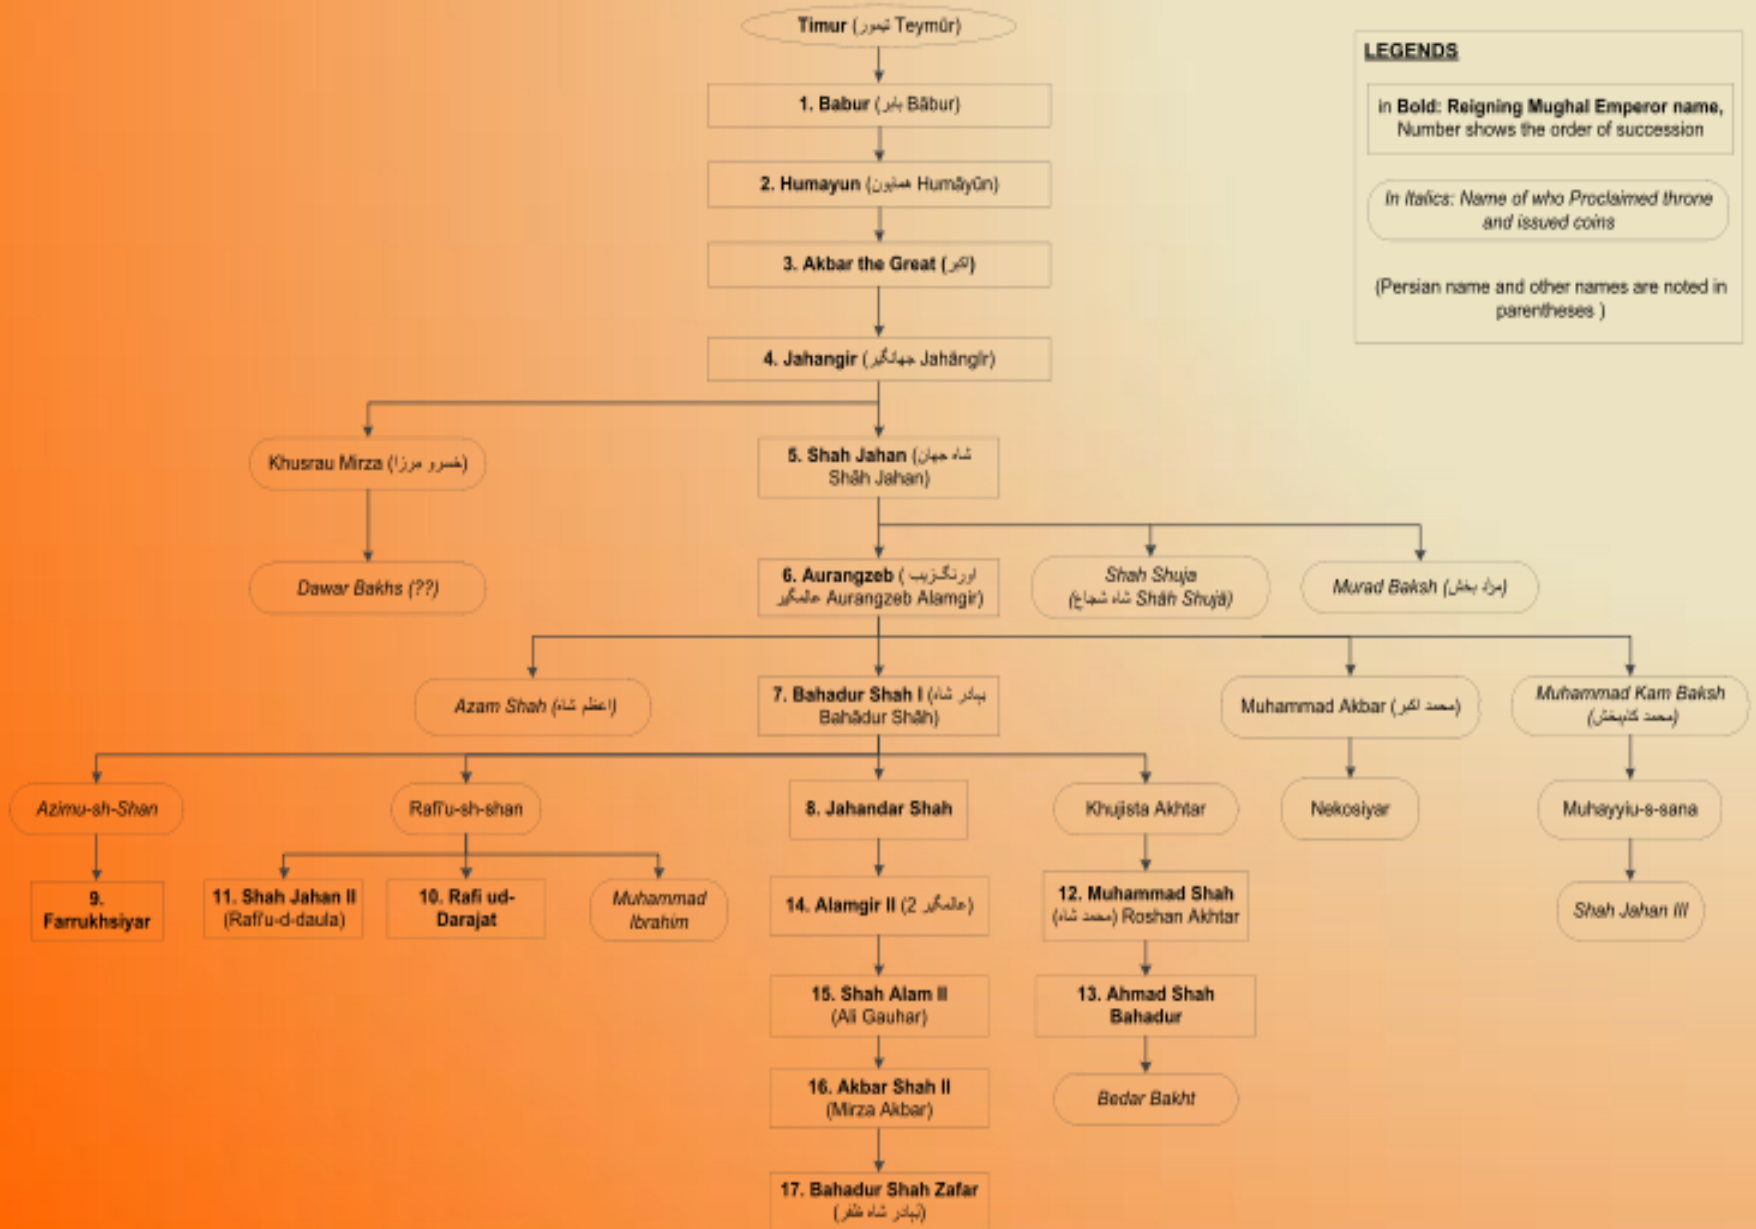 Timur (تیمور Teymūr)
LEGENDS
1. Babur (بابر Bābur)
in Bold: Reigning Mughal Emperor name,
Number shows the order of succession
2. Humayun (همایون Humāyūn)
In Italics: Name of who Proclaimed throne
and issued coins
3. Akbar the Great (اکبر)
(Persian name and other names are noted in
parentheses )
4. Jahangir (جهانگیر Jahāngīr)
Khusrau Mirza (خسرو مرزا)
5. Shah Jahan (شاه جهان
Shāh Jahan)
Dawar Bakhs (??)
6. Aurangzeb (اورنگزیب
عالمگیر Aurangzeb Alamgir)
Shah Shuja
(شاه شجاع Shāh Shujā)
Murad Baksh (مراد بخش)
Azam Shah (اعظم شاه)
7. Bahadur Shah I (بہادر شاه
Bahādur Shāh)
Muhammad Akbar (محمد اکبر)
Muhammad Kam Baksh
(محمد کام‌بخش)
Azimu-sh-Shan
Rafi'u-sh-shan
8. Jahandar Shah
Khujista Akhtar
Nekosiyar
Muhayyiu-s-sana
9.
Farrukhsiyar
11. Shah Jahan II
(Rafi'u-d-daula)
10. Rafi ud-
Darajat
Muhammad
Ibrahim
14. Alamgir II (عالمگیر 2)
12. Muhammad Shah
(محمد شاه) Roshan Akhtar
Shah Jahan III
15. Shah Alam II
(Ali Gauhar)
13. Ahmad Shah
Bahadur
16. Akbar Shah II
(Mirza Akbar)
Bedar Bakht
17. Bahadur Shah Zafar
(بہادر شاه ظفر)